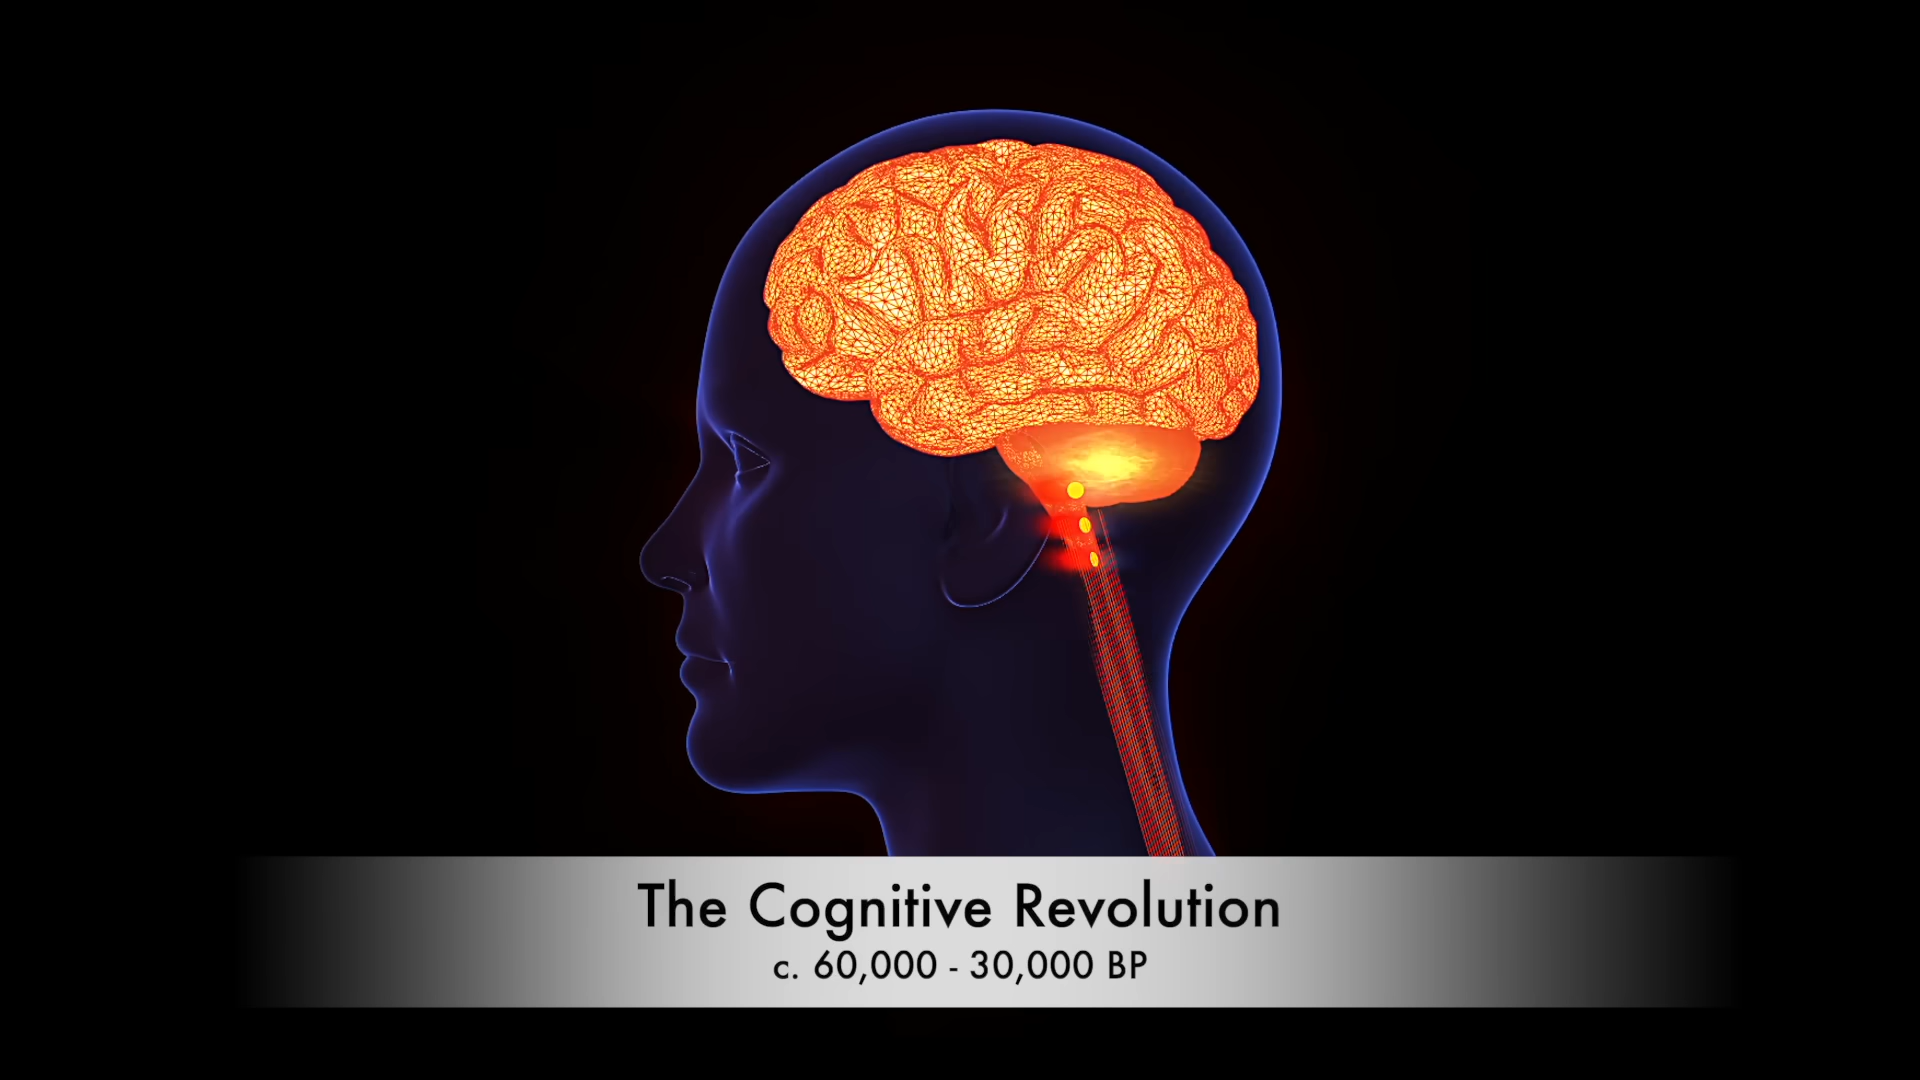 The Cognitive Revolution
c. 60,000 - 30,000 BP